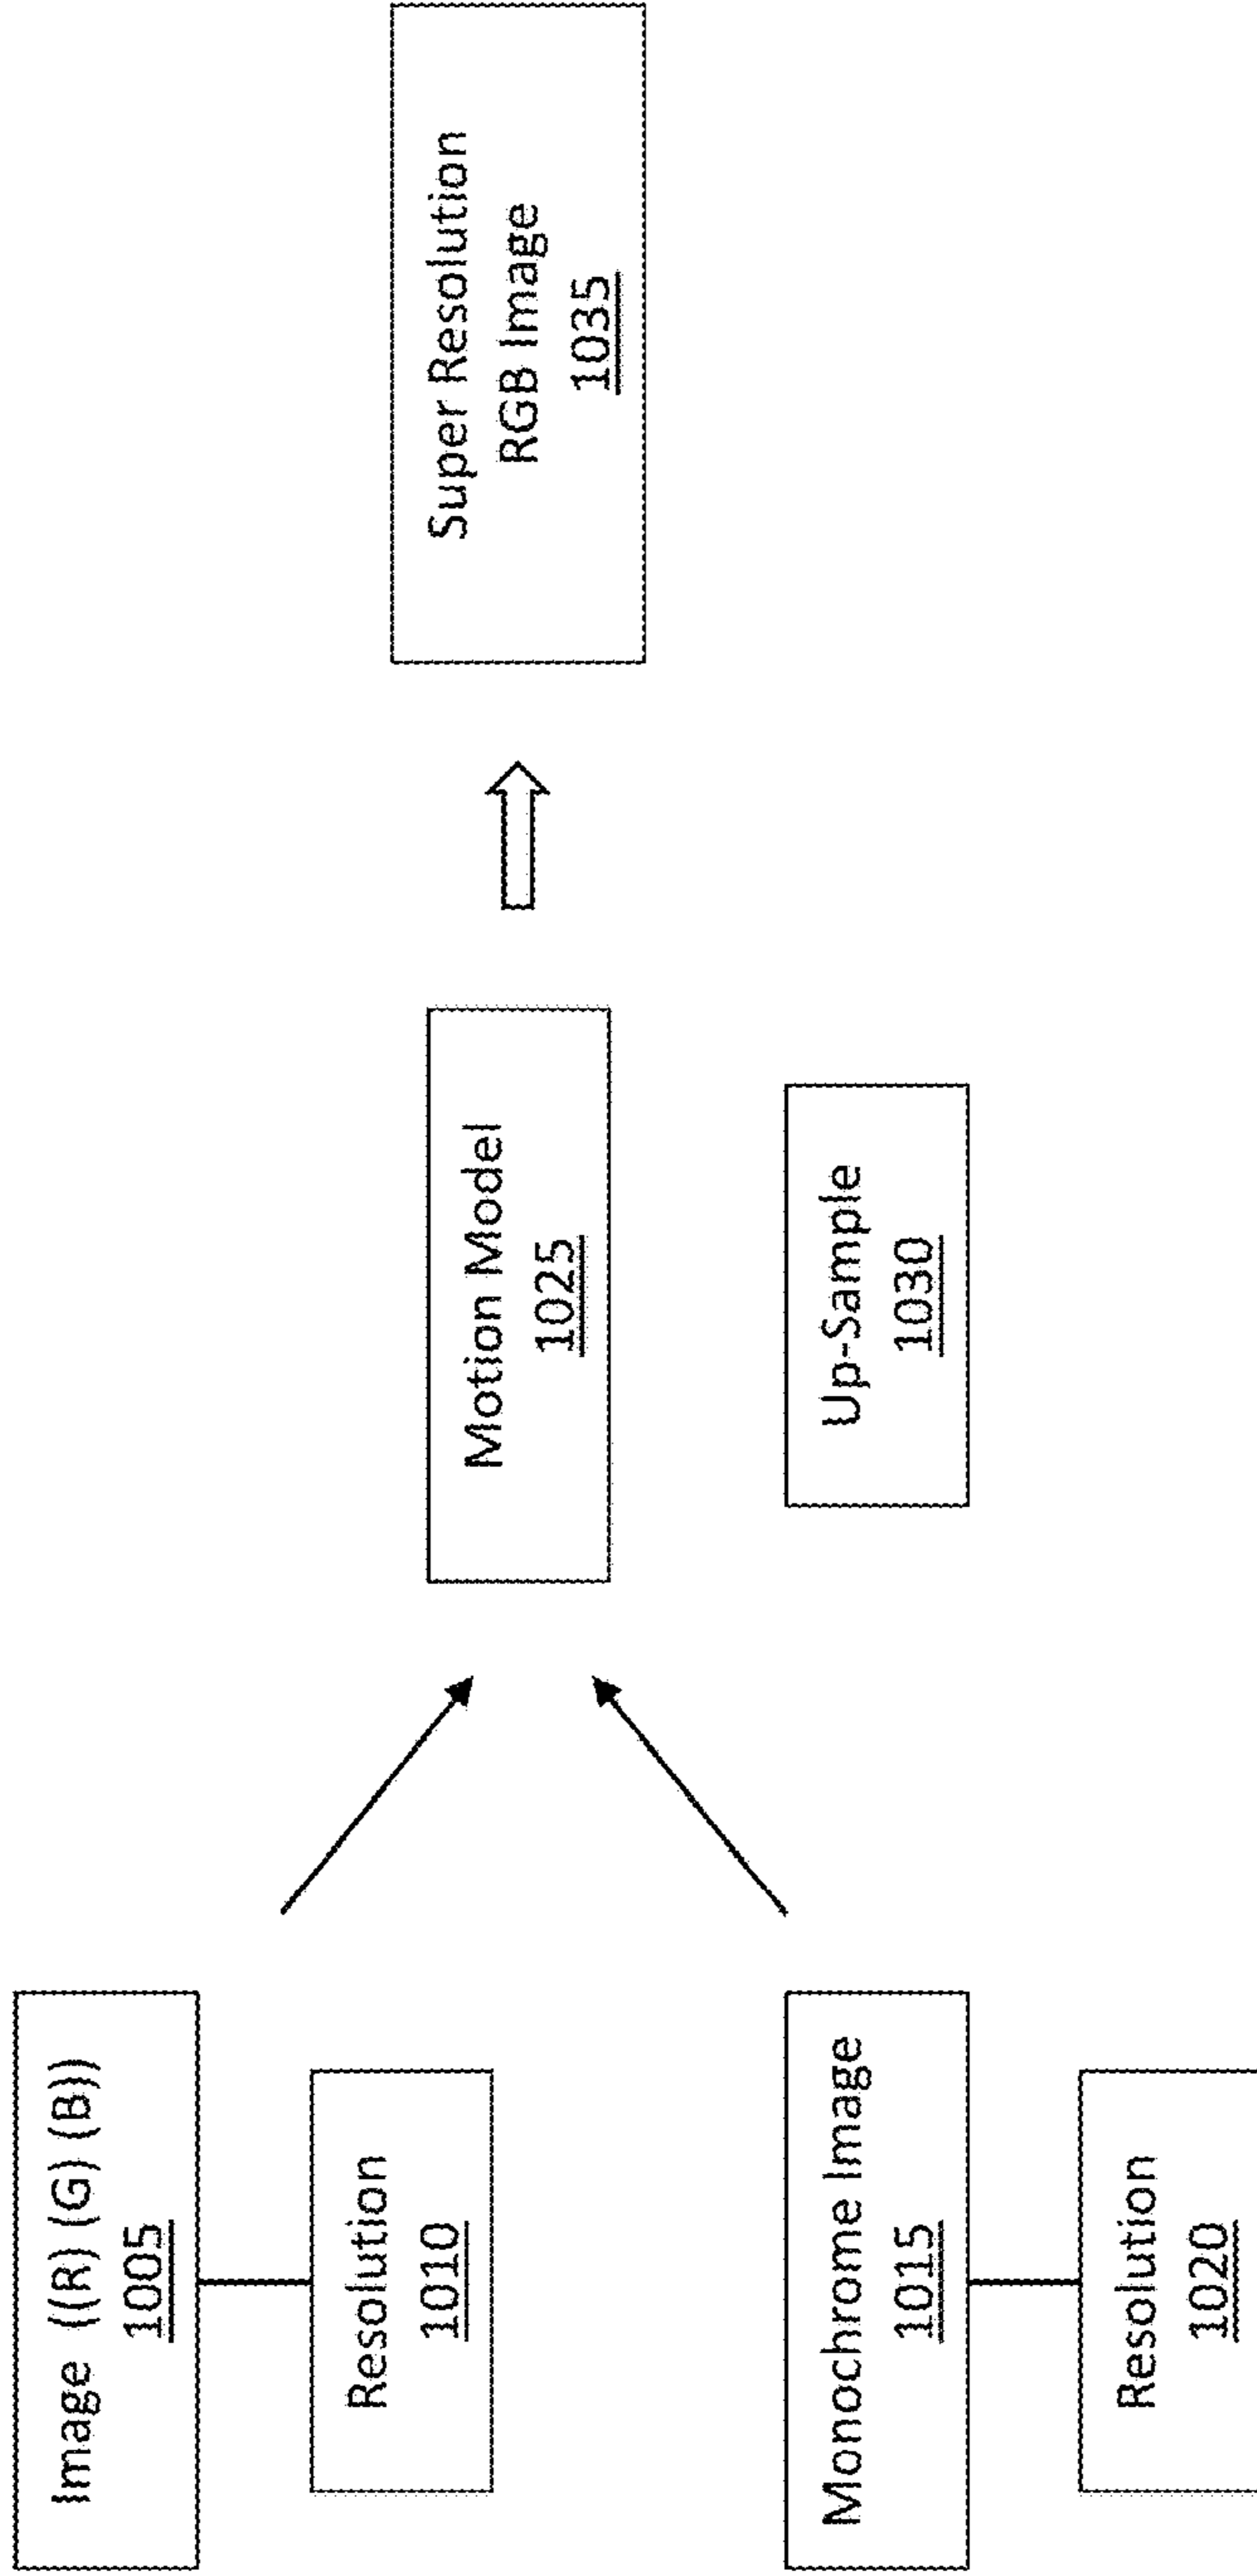 Image ((R) (G) (B))
1005
Resolution
1010
Monochrome Image
1015
Resolution
1020
Motion Model
1025
Up-Sample
1030
Super Resolution
RGB Image
1035